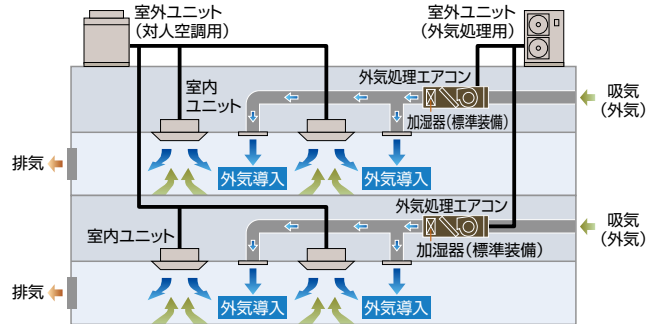 室外ユニット
(対人空調用)
室外ユニット
(外気処理用)
外気処理エアコン
室内
ユニット
加湿器(標準装備)
吸気
(外気)
排気
外気導入
外気導入
外気処理エアコン
室内ユニット
加湿器(標準装備)
吸気
(外気)
排気
外気導入
外気導入